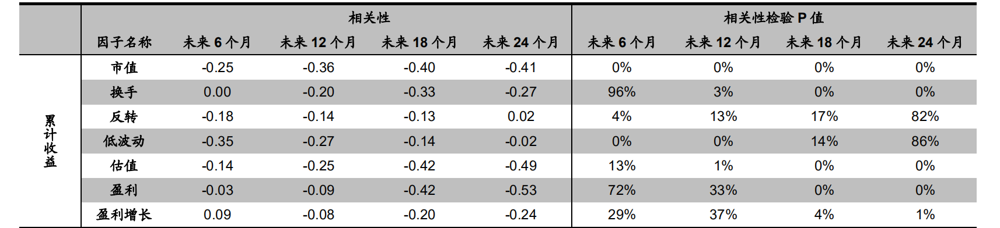 相关性 相关性检验 P 值
因子名称 未来 6 个月 未来 12 个月 未来 18 个月 未来 24 个月 未来 6 个月 未来 12 个月 未来 18 个月 未来 24 个月
累计收益
市值 -0.25 -0.36 -0.40 -0.41 0% 0% 0% 0%
换手 0.00 -0.20 -0.33 -0.27 96% 3% 0% 0%
反转 -0.18 -0.14 -0.13 0.02 4% 13% 17% 82%
低波动 -0.35 -0.27 -0.14 -0.02 0% 0% 14% 86%
估值 -0.14 -0.25 -0.42 -0.49 13% 1% 0% 0%
盈利 -0.03 -0.09 -0.42 -0.53 72% 33% 0% 0%
盈利增长 0.09 -0.08 -0.20 -0.24 29% 37% 4% 1%